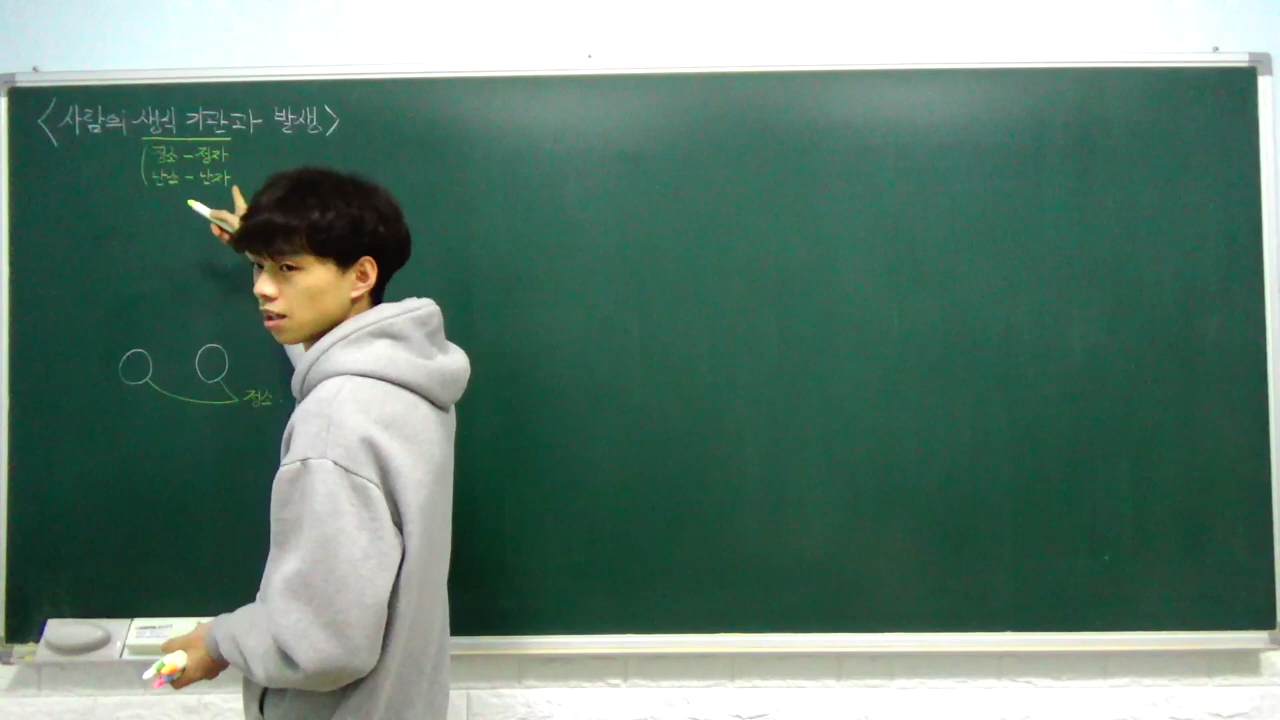 <사람의 생식 기관과 발생>
정소 - 정자
난소 - 난자
정소